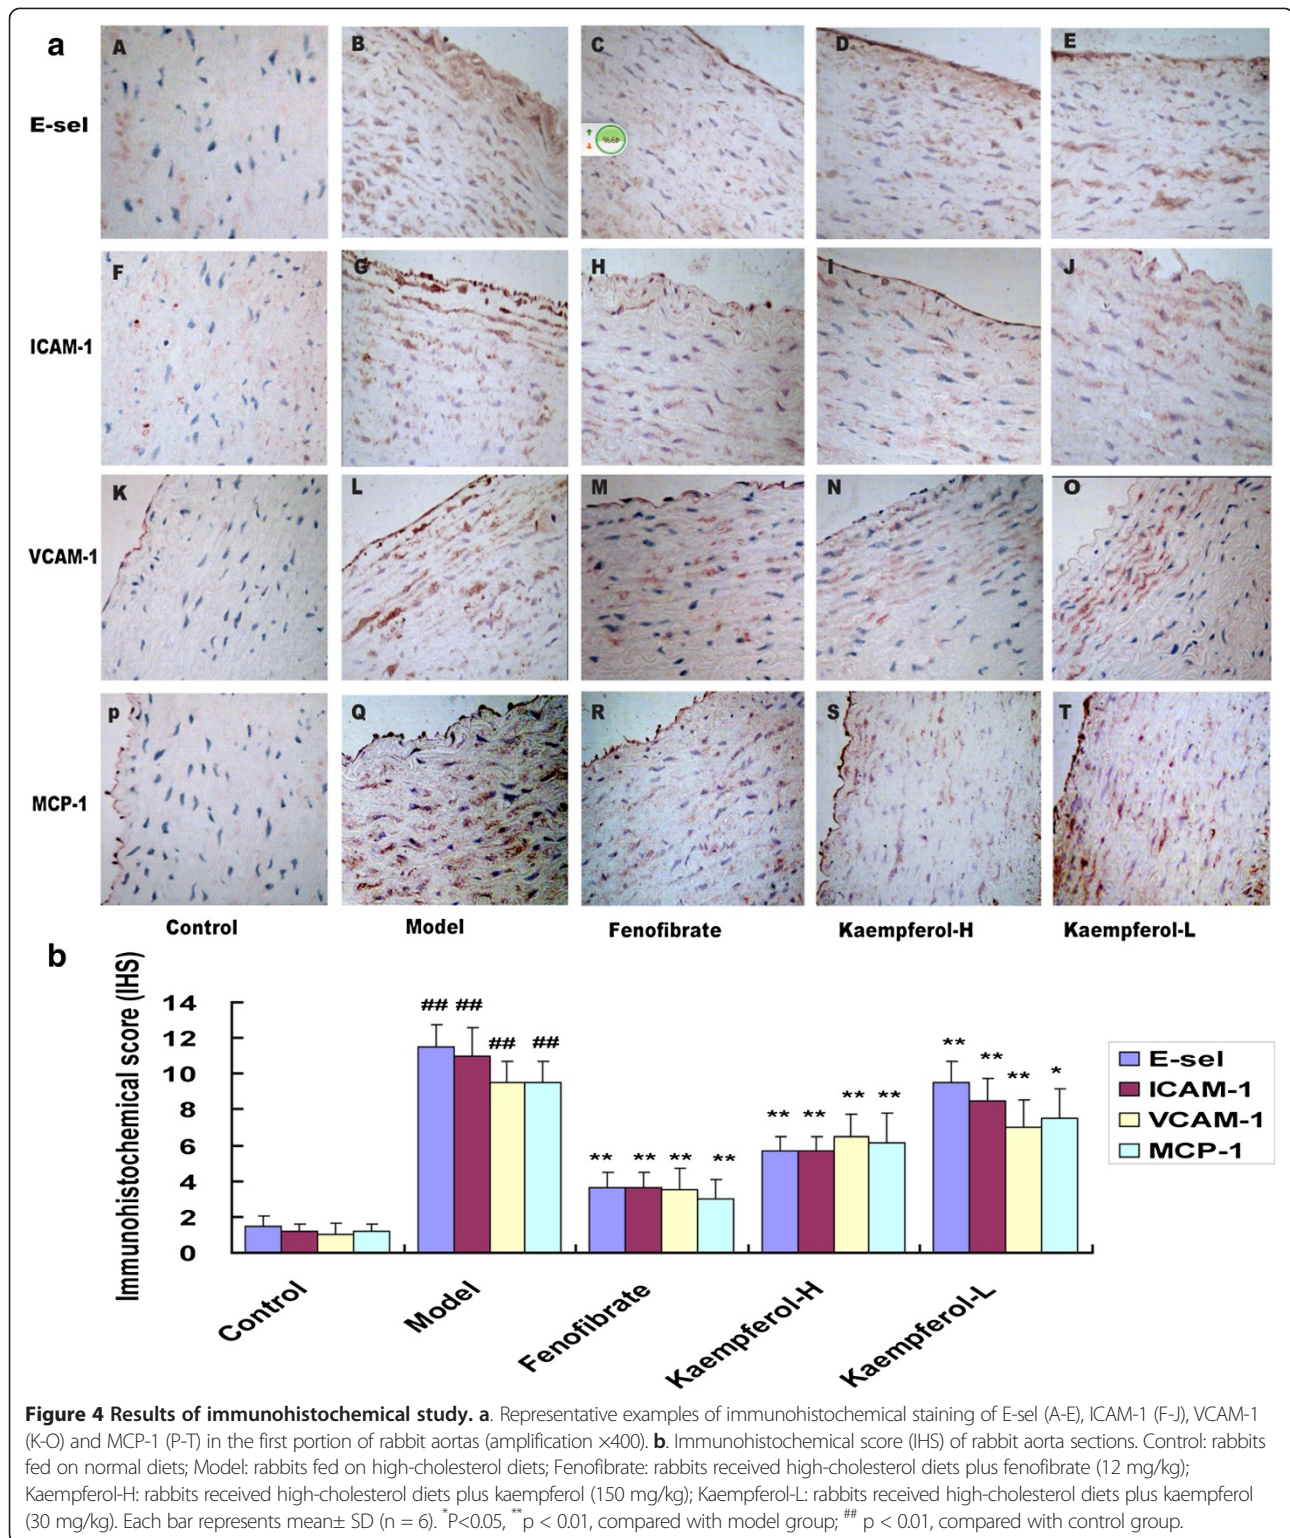 a
A
B
C
D
E
E-sel
F
G
H
I
J
ICAM-1
K
L
M
N
O
VCAM-1
p
Q
R
S
T
MCP-1
Control
Model
Fenofibrate
Kaempferol-H
Kaempferol-L
b
Immunohistochemical score (IHS)
14
12
10
8
6
4
2
0
##
##
##
##
**
**
**
**
**
**
**
**
**
**
**
*
E-sel
ICAM-1
VCAM-1
MCP-1
Control
Model
Fenofibrate
Kaempferol-H
Kaempferol-L
Figure 4 Results of immunohistochemical study. a. Representative examples of immunohistochemical staining of E-sel (A-E), ICAM-1 (F-J), VCAM-1
(K-O) and MCP-1 (P-T) in the first portion of rabbit aortas (amplification ×400). b. Immunohistochemical score (IHS) of rabbit aorta sections. Control: rabbits
fed on normal diets; Model: rabbits fed on high-cholesterol diets; Fenofibrate: rabbits received high-cholesterol diets plus fenofibrate (12 mg/kg);
Kaempferol-H: rabbits received high-cholesterol diets plus kaempferol (150 mg/kg); Kaempferol-L: rabbits received high-cholesterol diets plus kaempferol
(30 mg/kg). Each bar represents mean± SD (n = 6). *P<0.05, **p < 0.01, compared with model group; ## p < 0.01, compared with control group.